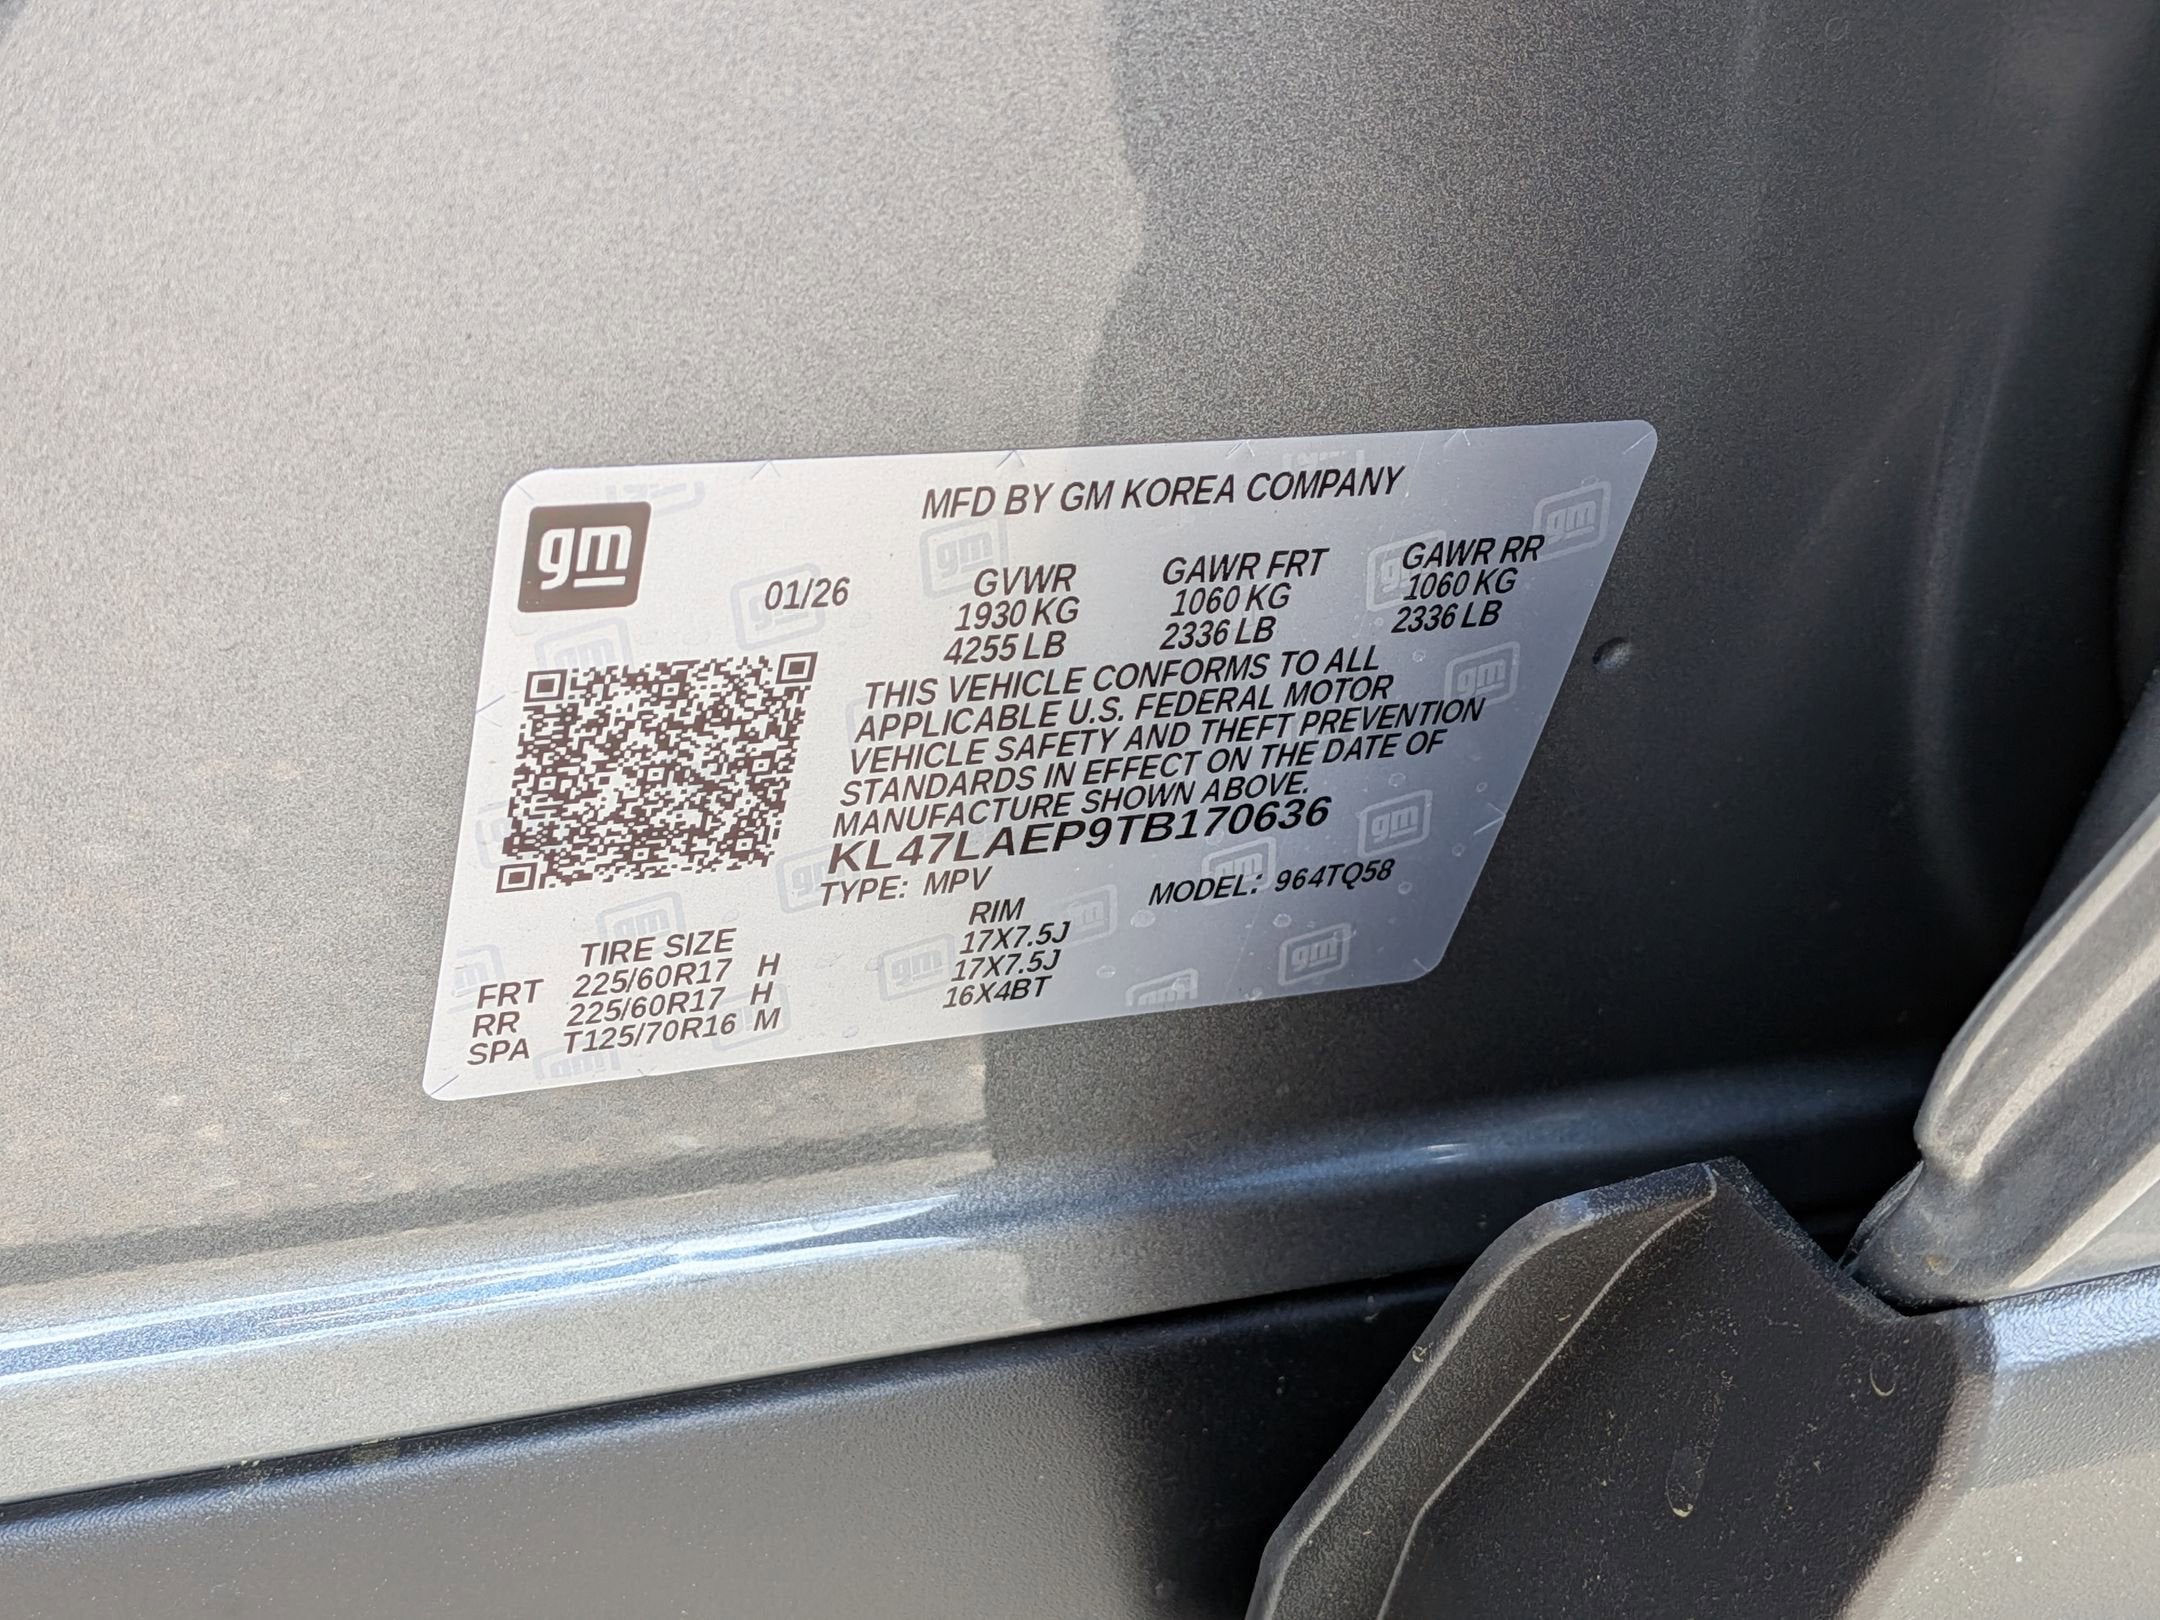 gm
MFD BY GM KOREA COMPANY
01/26 GVWR GAWR FRT GAWR RR
1930 KG 1060 KG 1060 KG
4255 LB 2336 LB 2336 LB
THIS VEHICLE CONFORMS TO ALL
APPLICABLE U.S. FEDERAL MOTOR
VEHICLE SAFETY AND THEFT PREVENTION
STANDARDS IN EFFECT ON THE DATE OF
MANUFACTURE SHOWN ABOVE.
KL47LAEP9TB170636
TYPE: MPV MODEL: 964TQ58
TIRE SIZE RIM
FRT 225/60R17 H 17X7.5J
RR 225/60R17 H 17X7.5J
SPA T125/70R16 M 16X4BT